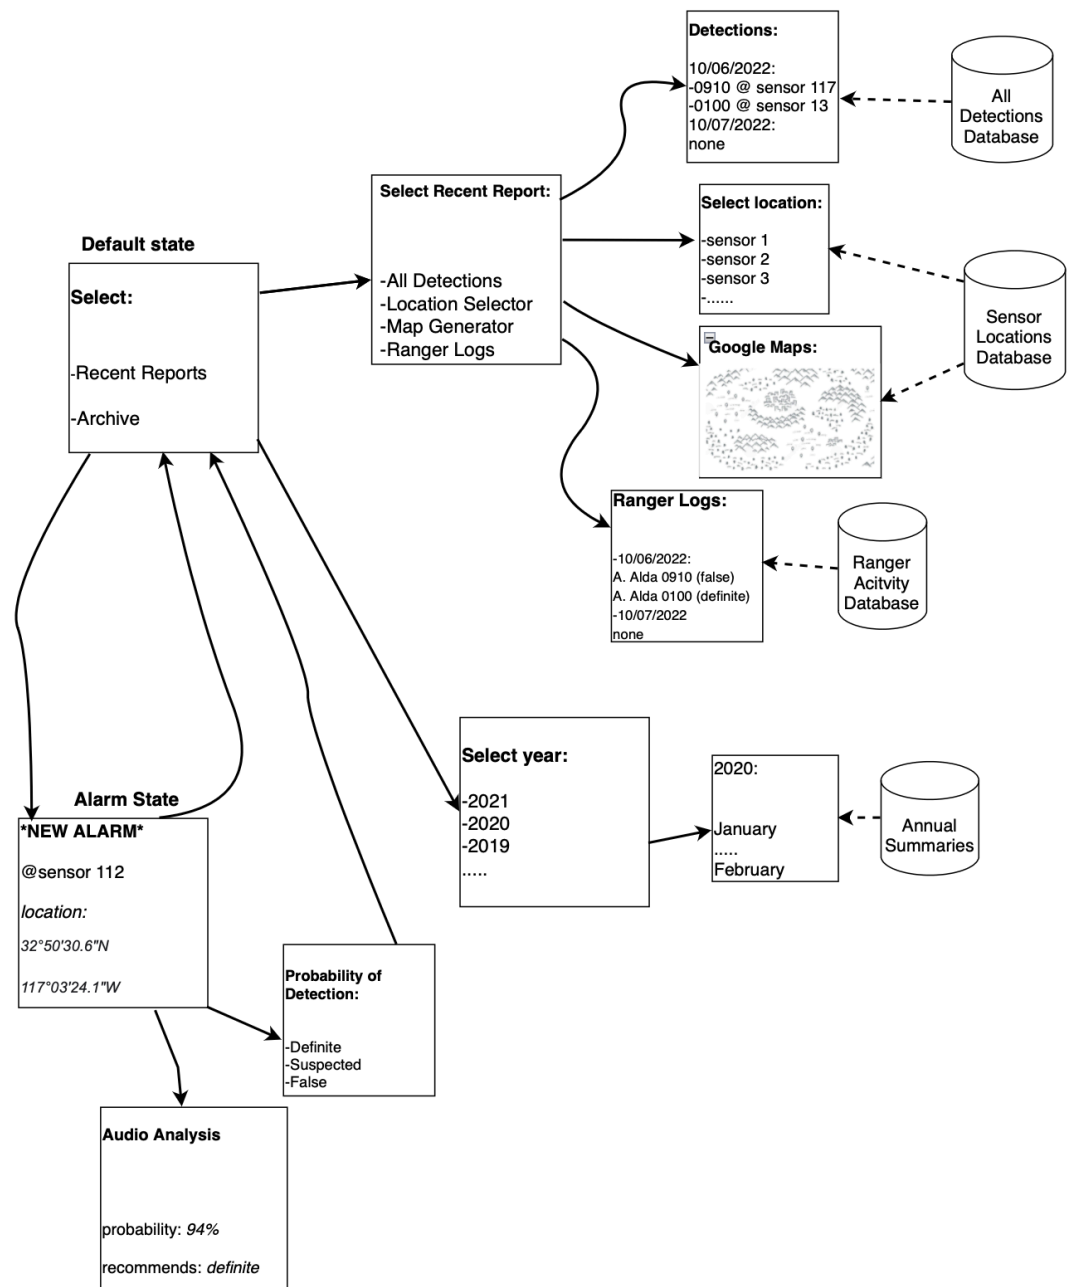 Detections:
10/06/2022:
-0910 @ sensor 117
-0100 @ sensor 13
10/07/2022:
none
All
Detections
Database
Select Recent Report:
-All Detections
-Location Selector
-Map Generator
-Ranger Logs
Select location:
-sensor 1
-sensor 2
-sensor 3
-......
Default state
Select:
-Recent Reports
-Archive
Sensor
Locations
Database
Google Maps:
Ranger Logs:
-10/06/2022:
A. Alda 0910 (false)
A. Alda 0100 (definite)
-10/07/2022
none
Ranger
Acitvity
Database
Select year:
-2021
-2020
-2019
.....
2020:
January
.....
February
Annual
Summaries
Alarm State
*NEW ALARM*
@sensor 112
location:
32°50'30.6"N
117°03'24.1"W
Probability of
Detection:
-Definite
-Suspected
-False
Audio Analysis
probability: 94%
recommends: definite